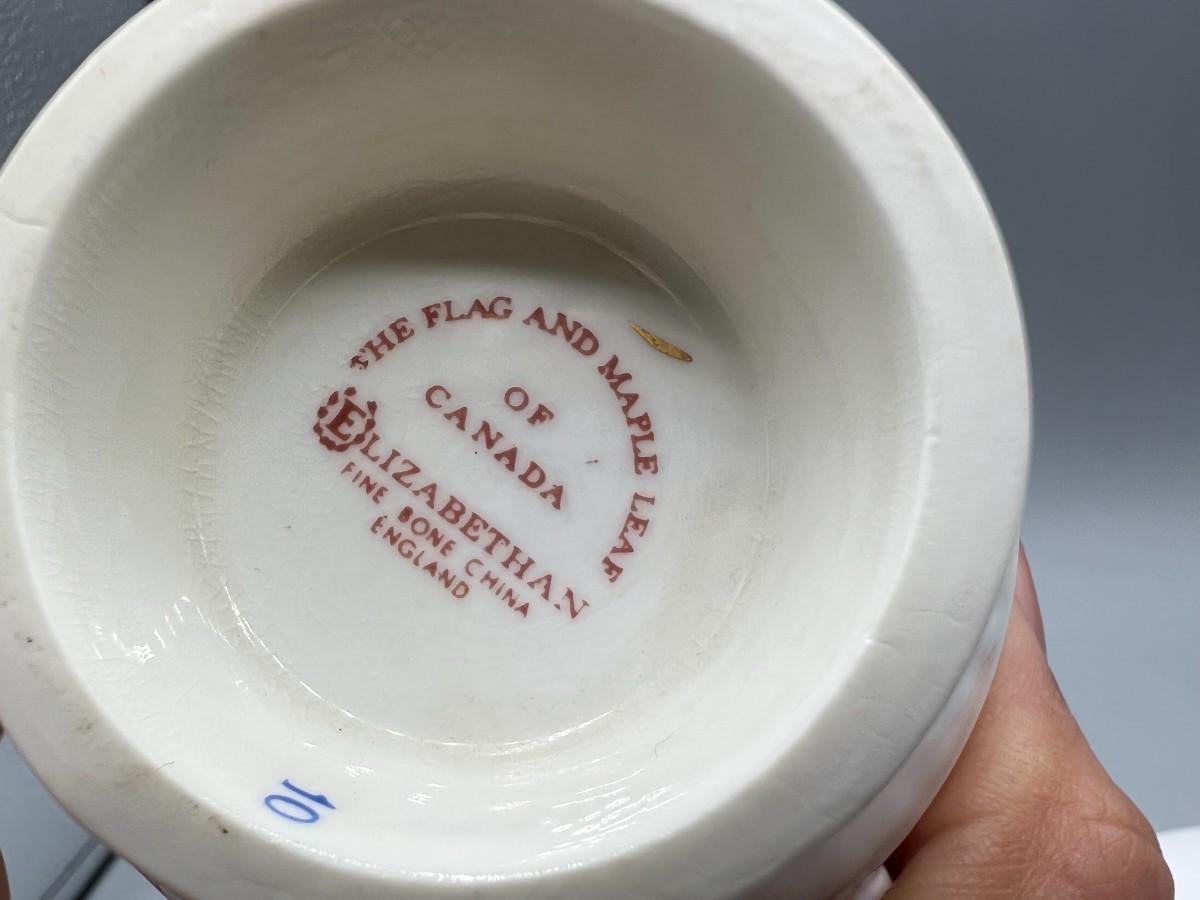 THE FLAG AND MAPLE LEAF
OF
CANADA
ELIZABETHAN
FINE BONE CHINA
ENGLAND
10